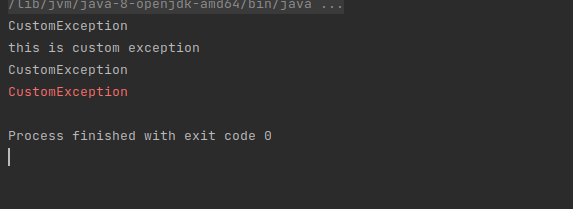 /lib/jvm/java-8-openjdk-amd64/bin/java ...
CustomException
this is custom exception
CustomException
CustomException
Process finished with exit code 0